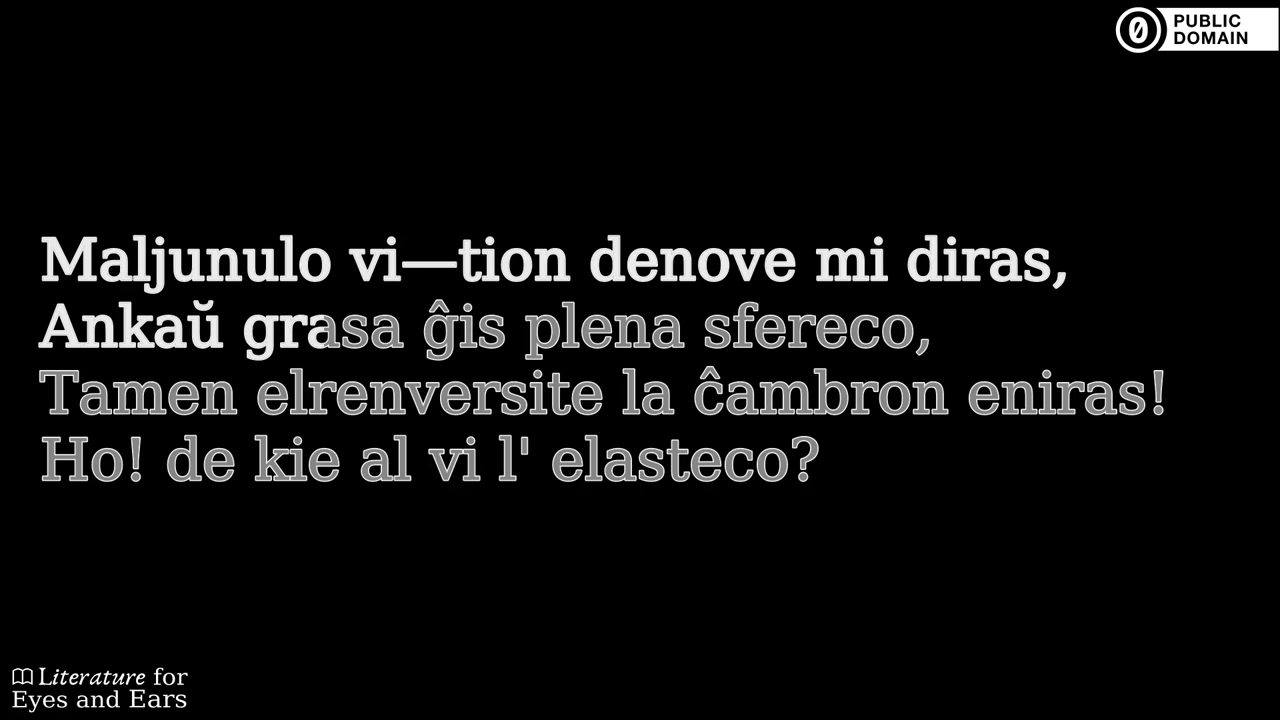 PUBLIC
DOMAIN
Maljunulo vi—tion denove mi diras,
Ankaŭ grasa ĝis plena sfereco,
Tamen elrenversite la ĉambron eniras!
Ho! de kie al vi l' elasteco?
Literature for
Eyes and Ears